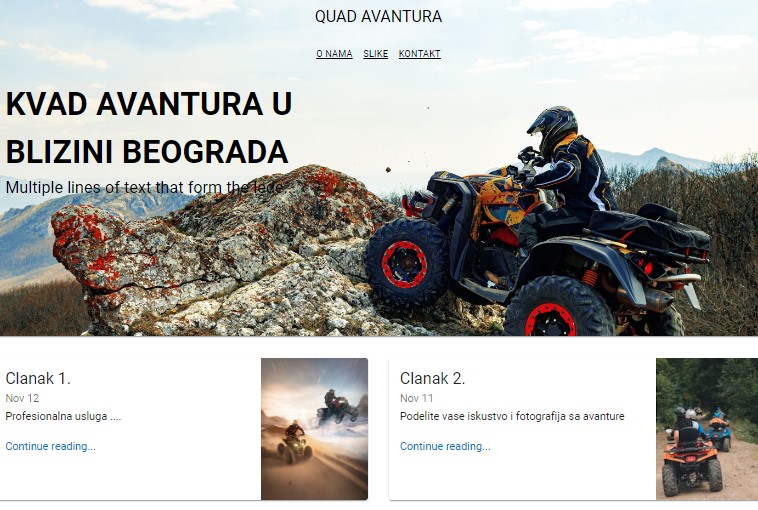 QUAD AVANTURA
O NAMA SLIKE KONTAKT
KVAD AVANTURA U
BLIZINI BEOGRADA
Multiple lines of text that form the lede
Clanak 1.
Nov 12
Profesionalna usluga ....
Continue reading...
Clanak 2.
Nov 11
Podelite vase iskustvo i fotografija sa avanture
Continue reading...